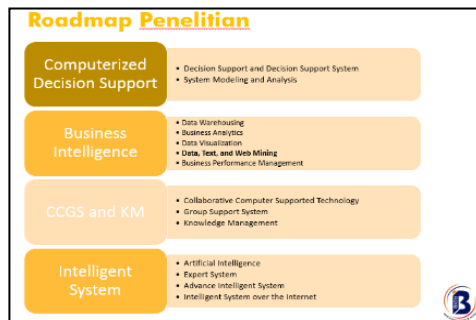 Roadmap Penelitian
Computerized
Decision Support
• Decision Support and Decision Support System
• System Modeling and Analysis
Business
Intelligence
• Data Warehousing
• Business Analytics
• Data Visualization
• Data, Text, and Web Mining
• Business Performance Management
CCGS and KM
• Collaborative Computer Supported Technology
• Group Support System
• Knowledge Management
Intelligent
System
• Artificial Intelligence
• Expert System
• Advance Intelligent System
• Intelligent System over the Internet
B